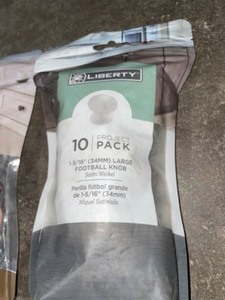 LIBERTY
10 PROJECT PACK
1-5/16" (34MM) LARGE
FOOTBALL KNOB
Satin Nickel
Perilla fútbol grande
de 1-5/16" (34mm)
Níquel Satinado